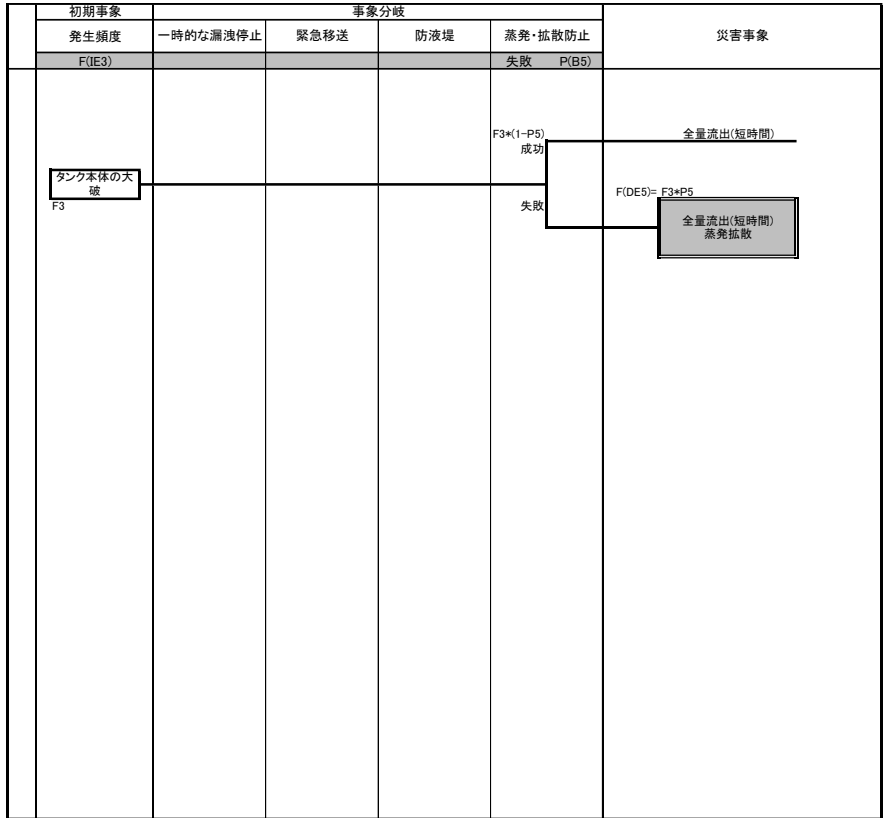 初期事象
事象分岐
発生頻度
一時的な漏洩停止
緊急移送
防液堤
蒸発・拡散防止
災害事象
F(IE3)
失敗 P(B5)
F3*(1-P5)
全量流出(短時間)
成功
タンク本体の大
破
F3
失敗
F(DE5)= F3*P5
全量流出(短時間)
蒸発拡散